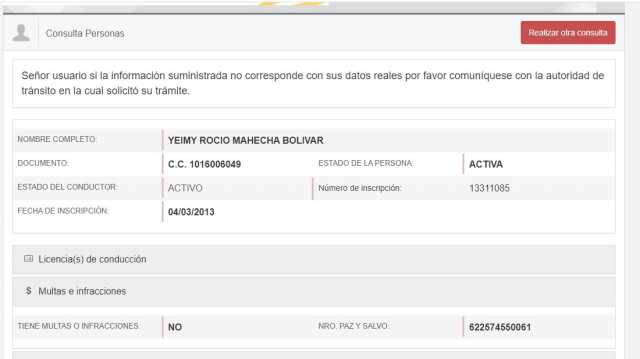 Consulta Personas
Realizar otra consulta
Señor usuario si la información suministrada no corresponde con sus datos reales por favor comuníquese con la autoridad de
tránsito en la cual solicitó su trámite.
NOMBRE COMPLETO: YEIMY ROCIO MAHECHA BOLIVAR
DOCUMENTO: C.C. 1016006049 ESTADO DE LA PERSONA: ACTIVA
ESTADO DEL CONDUCTOR: ACTIVO Número de inscripción: 13311085
FECHA DE INSCRIPCIÓN: 04/03/2013
Licencia(s) de conducción
$ Multas e infracciones
TIENE MULTAS O INFRACCIONES: NO NRO. PAZ Y SALVO: 622574550061